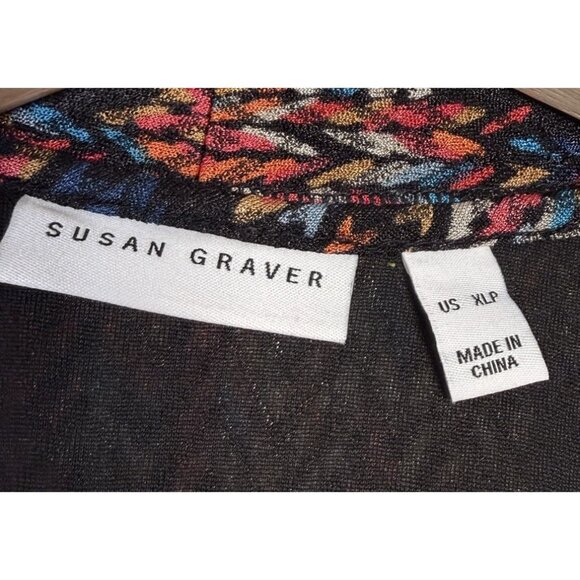 SUSAN GRAVER
US XLP
MADE IN
CHINA